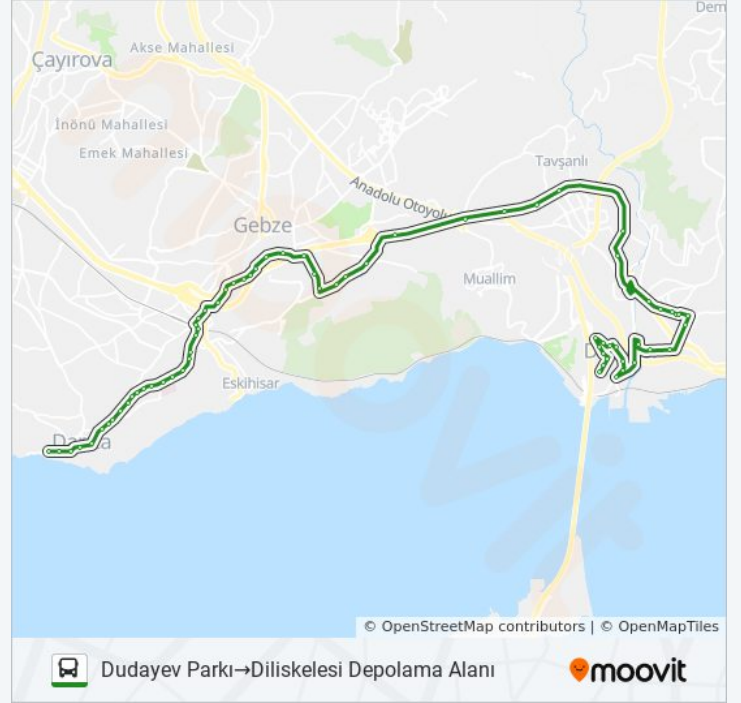 Dem
Akse Mahallesi
Çayırova
İnönü Mahallesi
Emek Mahallesi
Tavşanlı
Anadolu Otoyolu
Gebze
Muallim
D
Eskihisar
Da a
© OpenStreetMap contributors | © OpenMapTiles
Dudayev Parkı→Diliskelesi Depolama Alanı
moovit